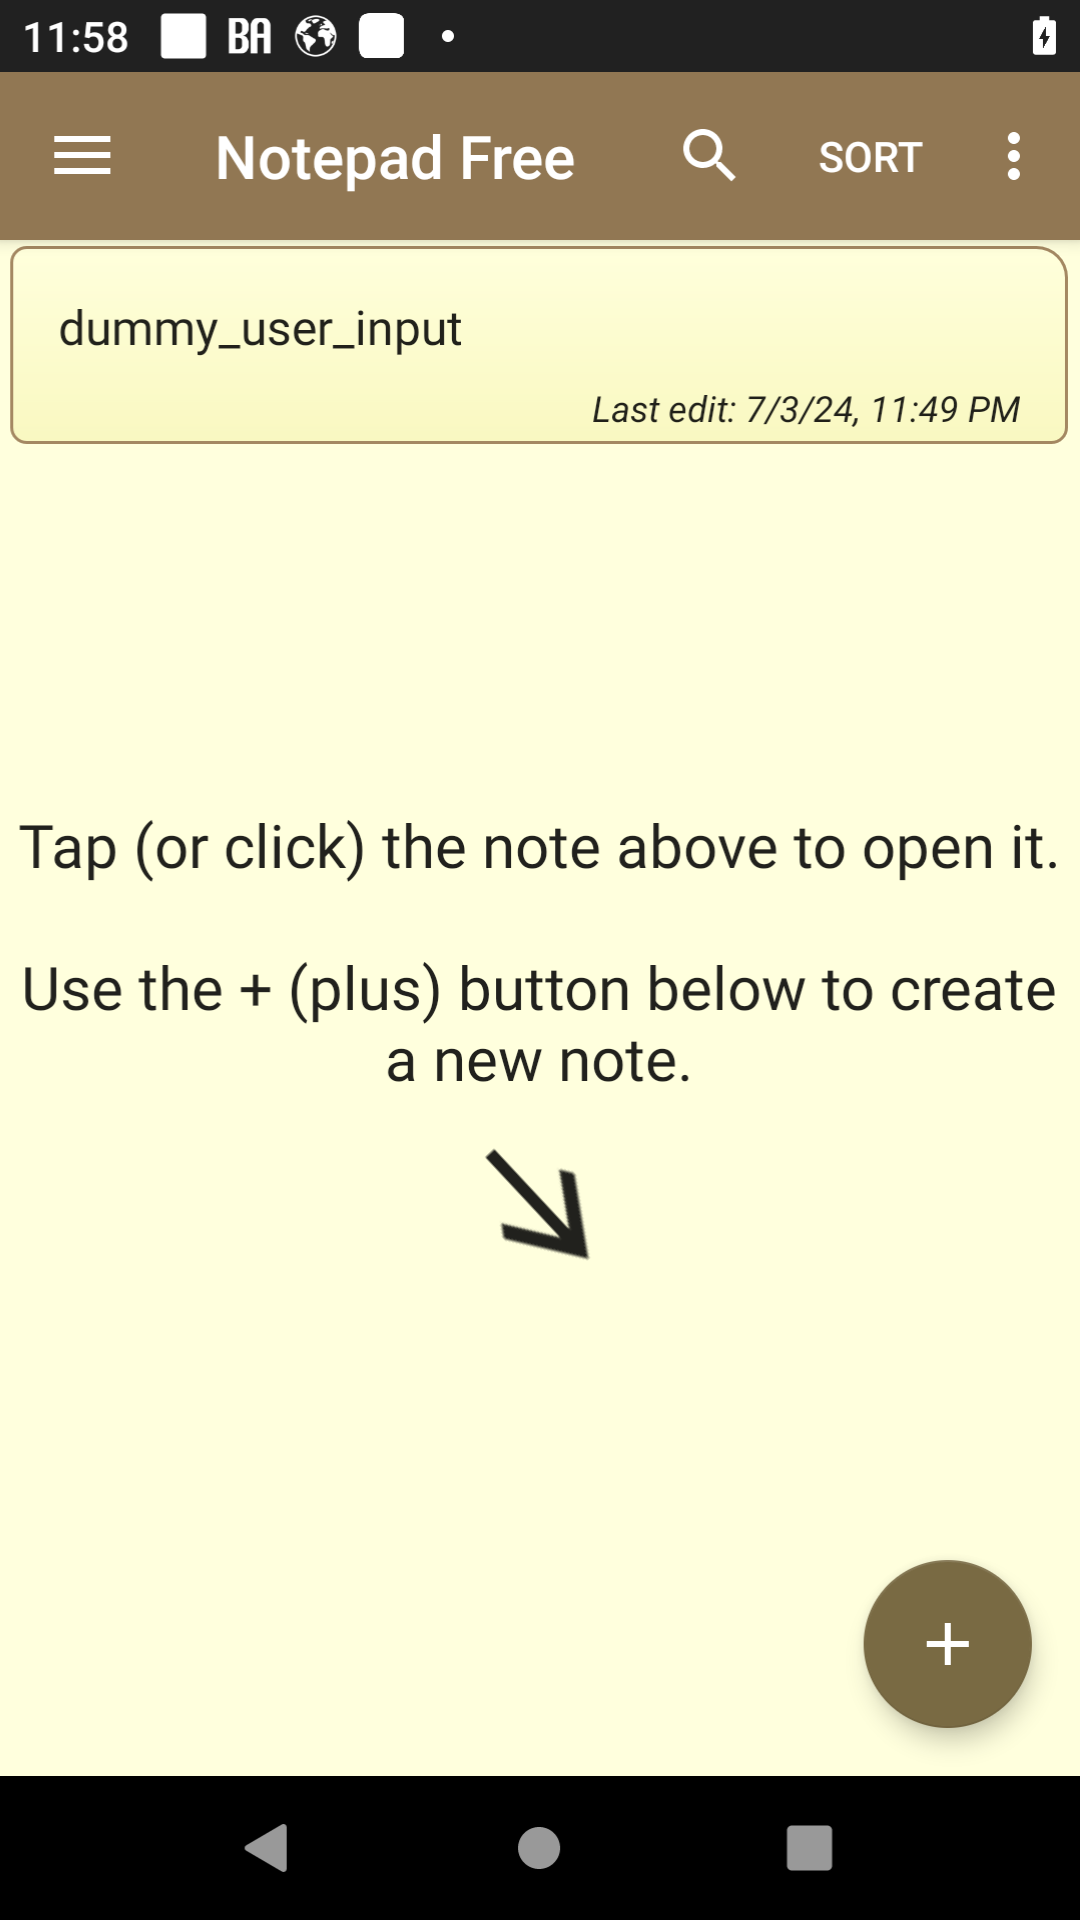 11:58 BA
Notepad Free SORT
dummy_user_input
Last edit: 7/3/24, 11:49 PM
Tap (or click) the note above to open it.
Use the + (plus) button below to create
a new note.
+